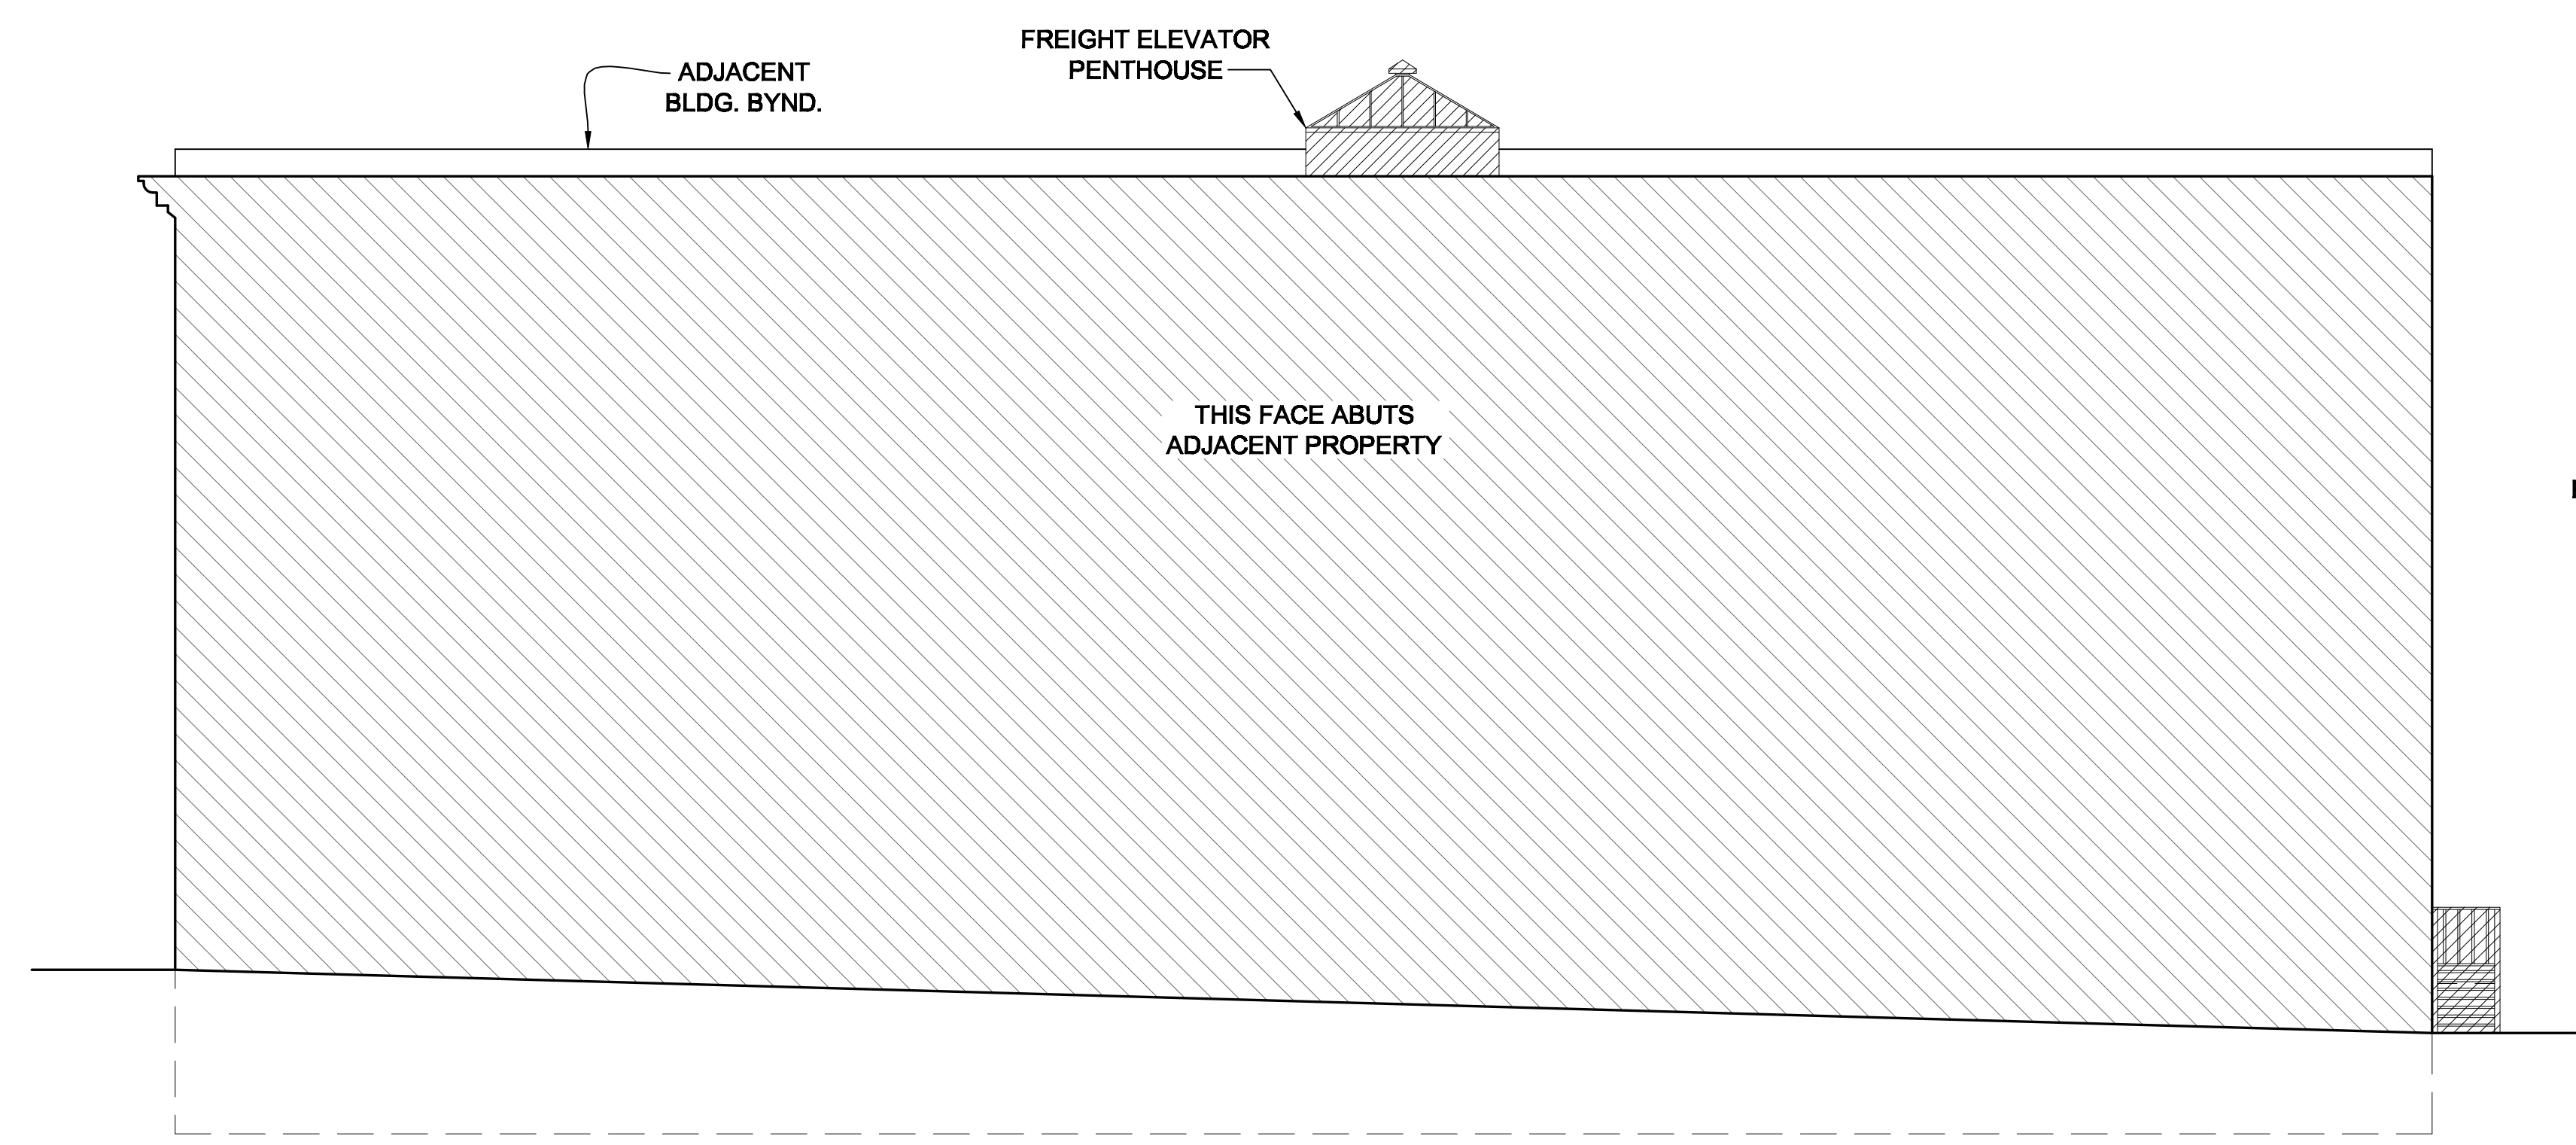 FREIGHT ELEVATOR
PENTHOUSE
ADJACENT
BLDG. BYND.
THIS FACE ABUTS
ADJACENT PROPERTY